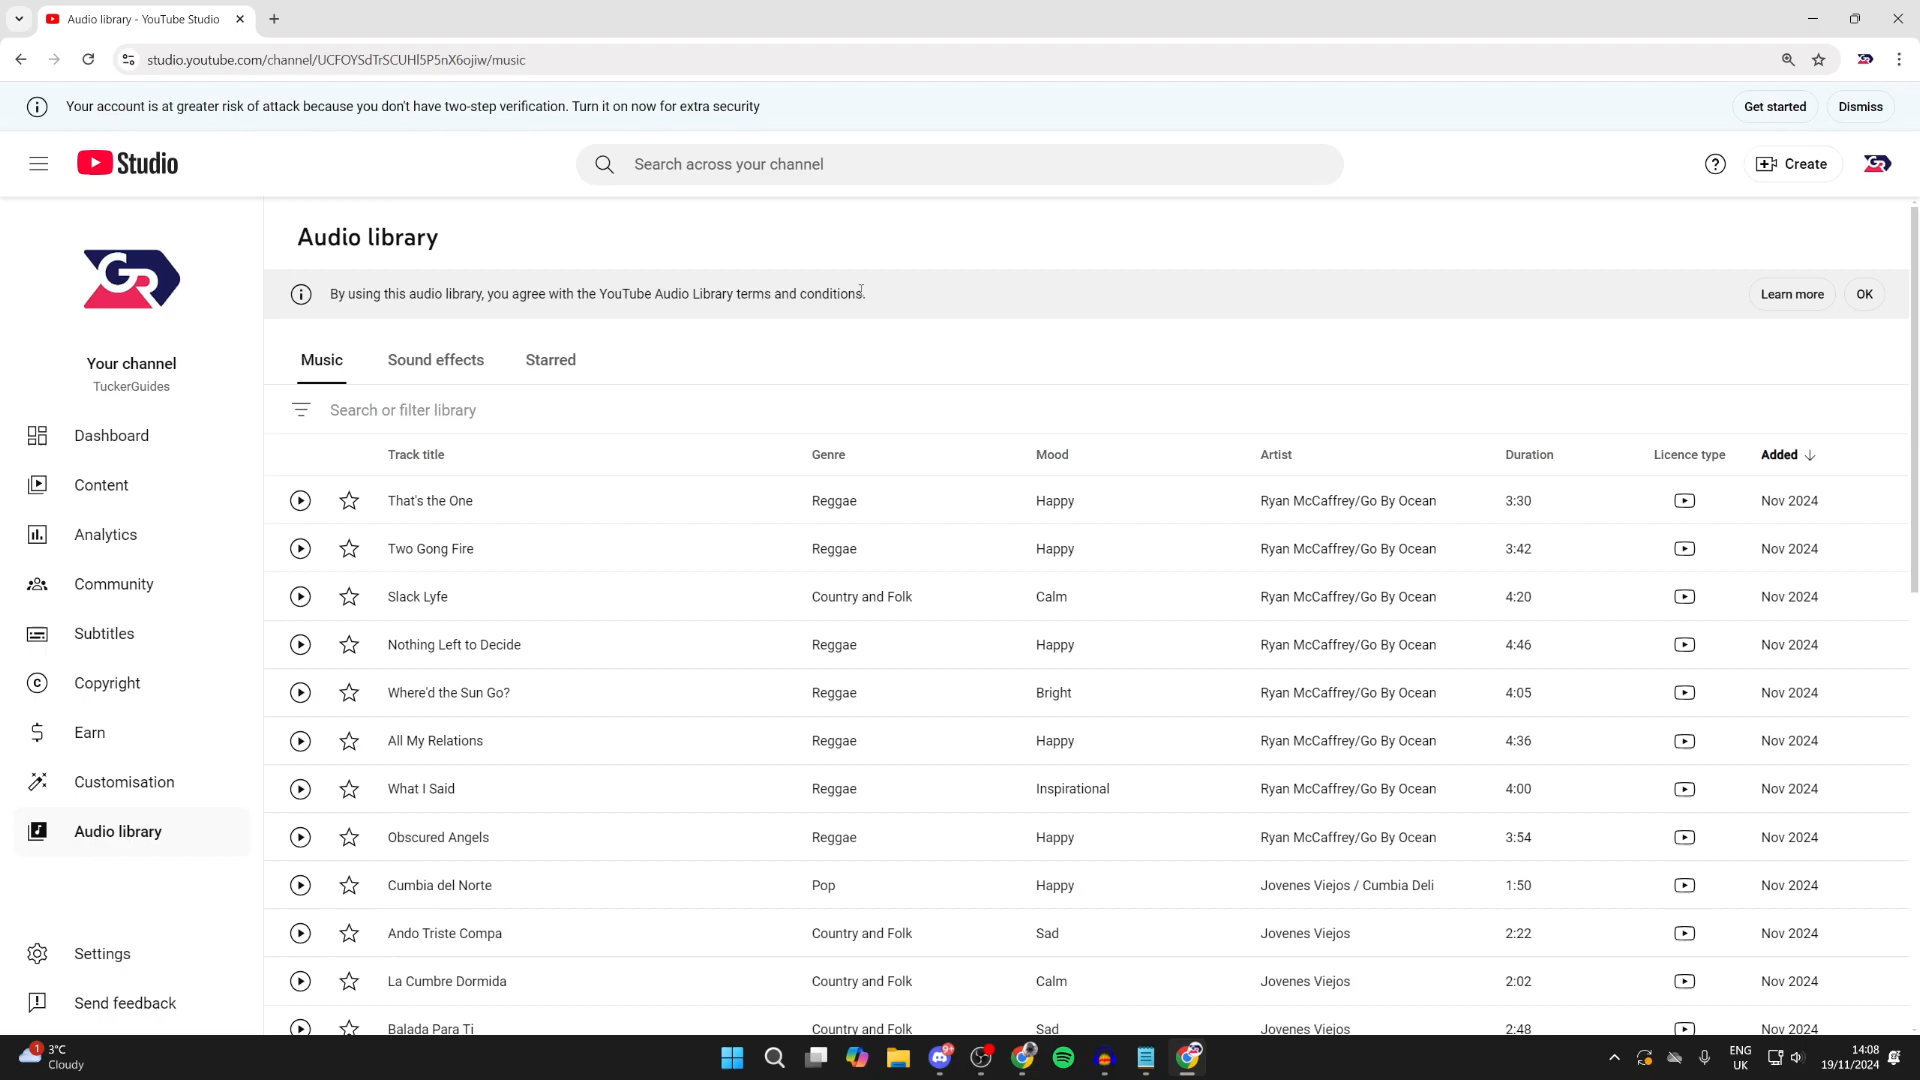 Audio library - YouTube Studio
studio.youtube.com/channel/UCFOYSdTrSCUHl5P5nX6ojiw/music
Your account is at greater risk of attack because you don't have two-step verification. Turn it on now for extra security
Get started
Dismiss
Studio
Search across your channel
Create
GR
Your channel
TuckerGuides
Dashboard
Content
Analytics
Community
Subtitles
Copyright
Earn
Customisation
Audio library
Settings
Send feedback
Audio library
By using this audio library, you agree with the YouTube Audio Library terms and conditions.
Learn more
OK
Music Sound effects Starred
Search or filter library
Track title Genre Mood Artist Duration Licence type Added
That's the One Reggae Happy Ryan McCaffrey/Go By Ocean 3:30 Nov 2024
Two Gong Fire Reggae Happy Ryan McCaffrey/Go By Ocean 3:42 Nov 2024
Slack Lyfe Country and Folk Calm Ryan McCaffrey/Go By Ocean 4:20 Nov 2024
Nothing Left to Decide Reggae Happy Ryan McCaffrey/Go By Ocean 4:46 Nov 2024
Where'd the Sun Go? Reggae Bright Ryan McCaffrey/Go By Ocean 4:05 Nov 2024
All My Relations Reggae Happy Ryan McCaffrey/Go By Ocean 4:36 Nov 2024
What I Said Reggae Inspirational Ryan McCaffrey/Go By Ocean 4:00 Nov 2024
Obscured Angels Reggae Happy Ryan McCaffrey/Go By Ocean 3:54 Nov 2024
Cumbia del Norte Pop Happy Jovenes Viejos / Cumbia Deli 1:50 Nov 2024
Ando Triste Compa Country and Folk Sad Jovenes Viejos 2:22 Nov 2024
La Cumbre Dormida Country and Folk Calm Jovenes Viejos 2:02 Nov 2024
Balada Para Ti Country and Folk Sad Jovenes Viejos 2:48 Nov 2024
1
3°C
Cloudy
9+
ENG
UK
14:08
19/11/2024